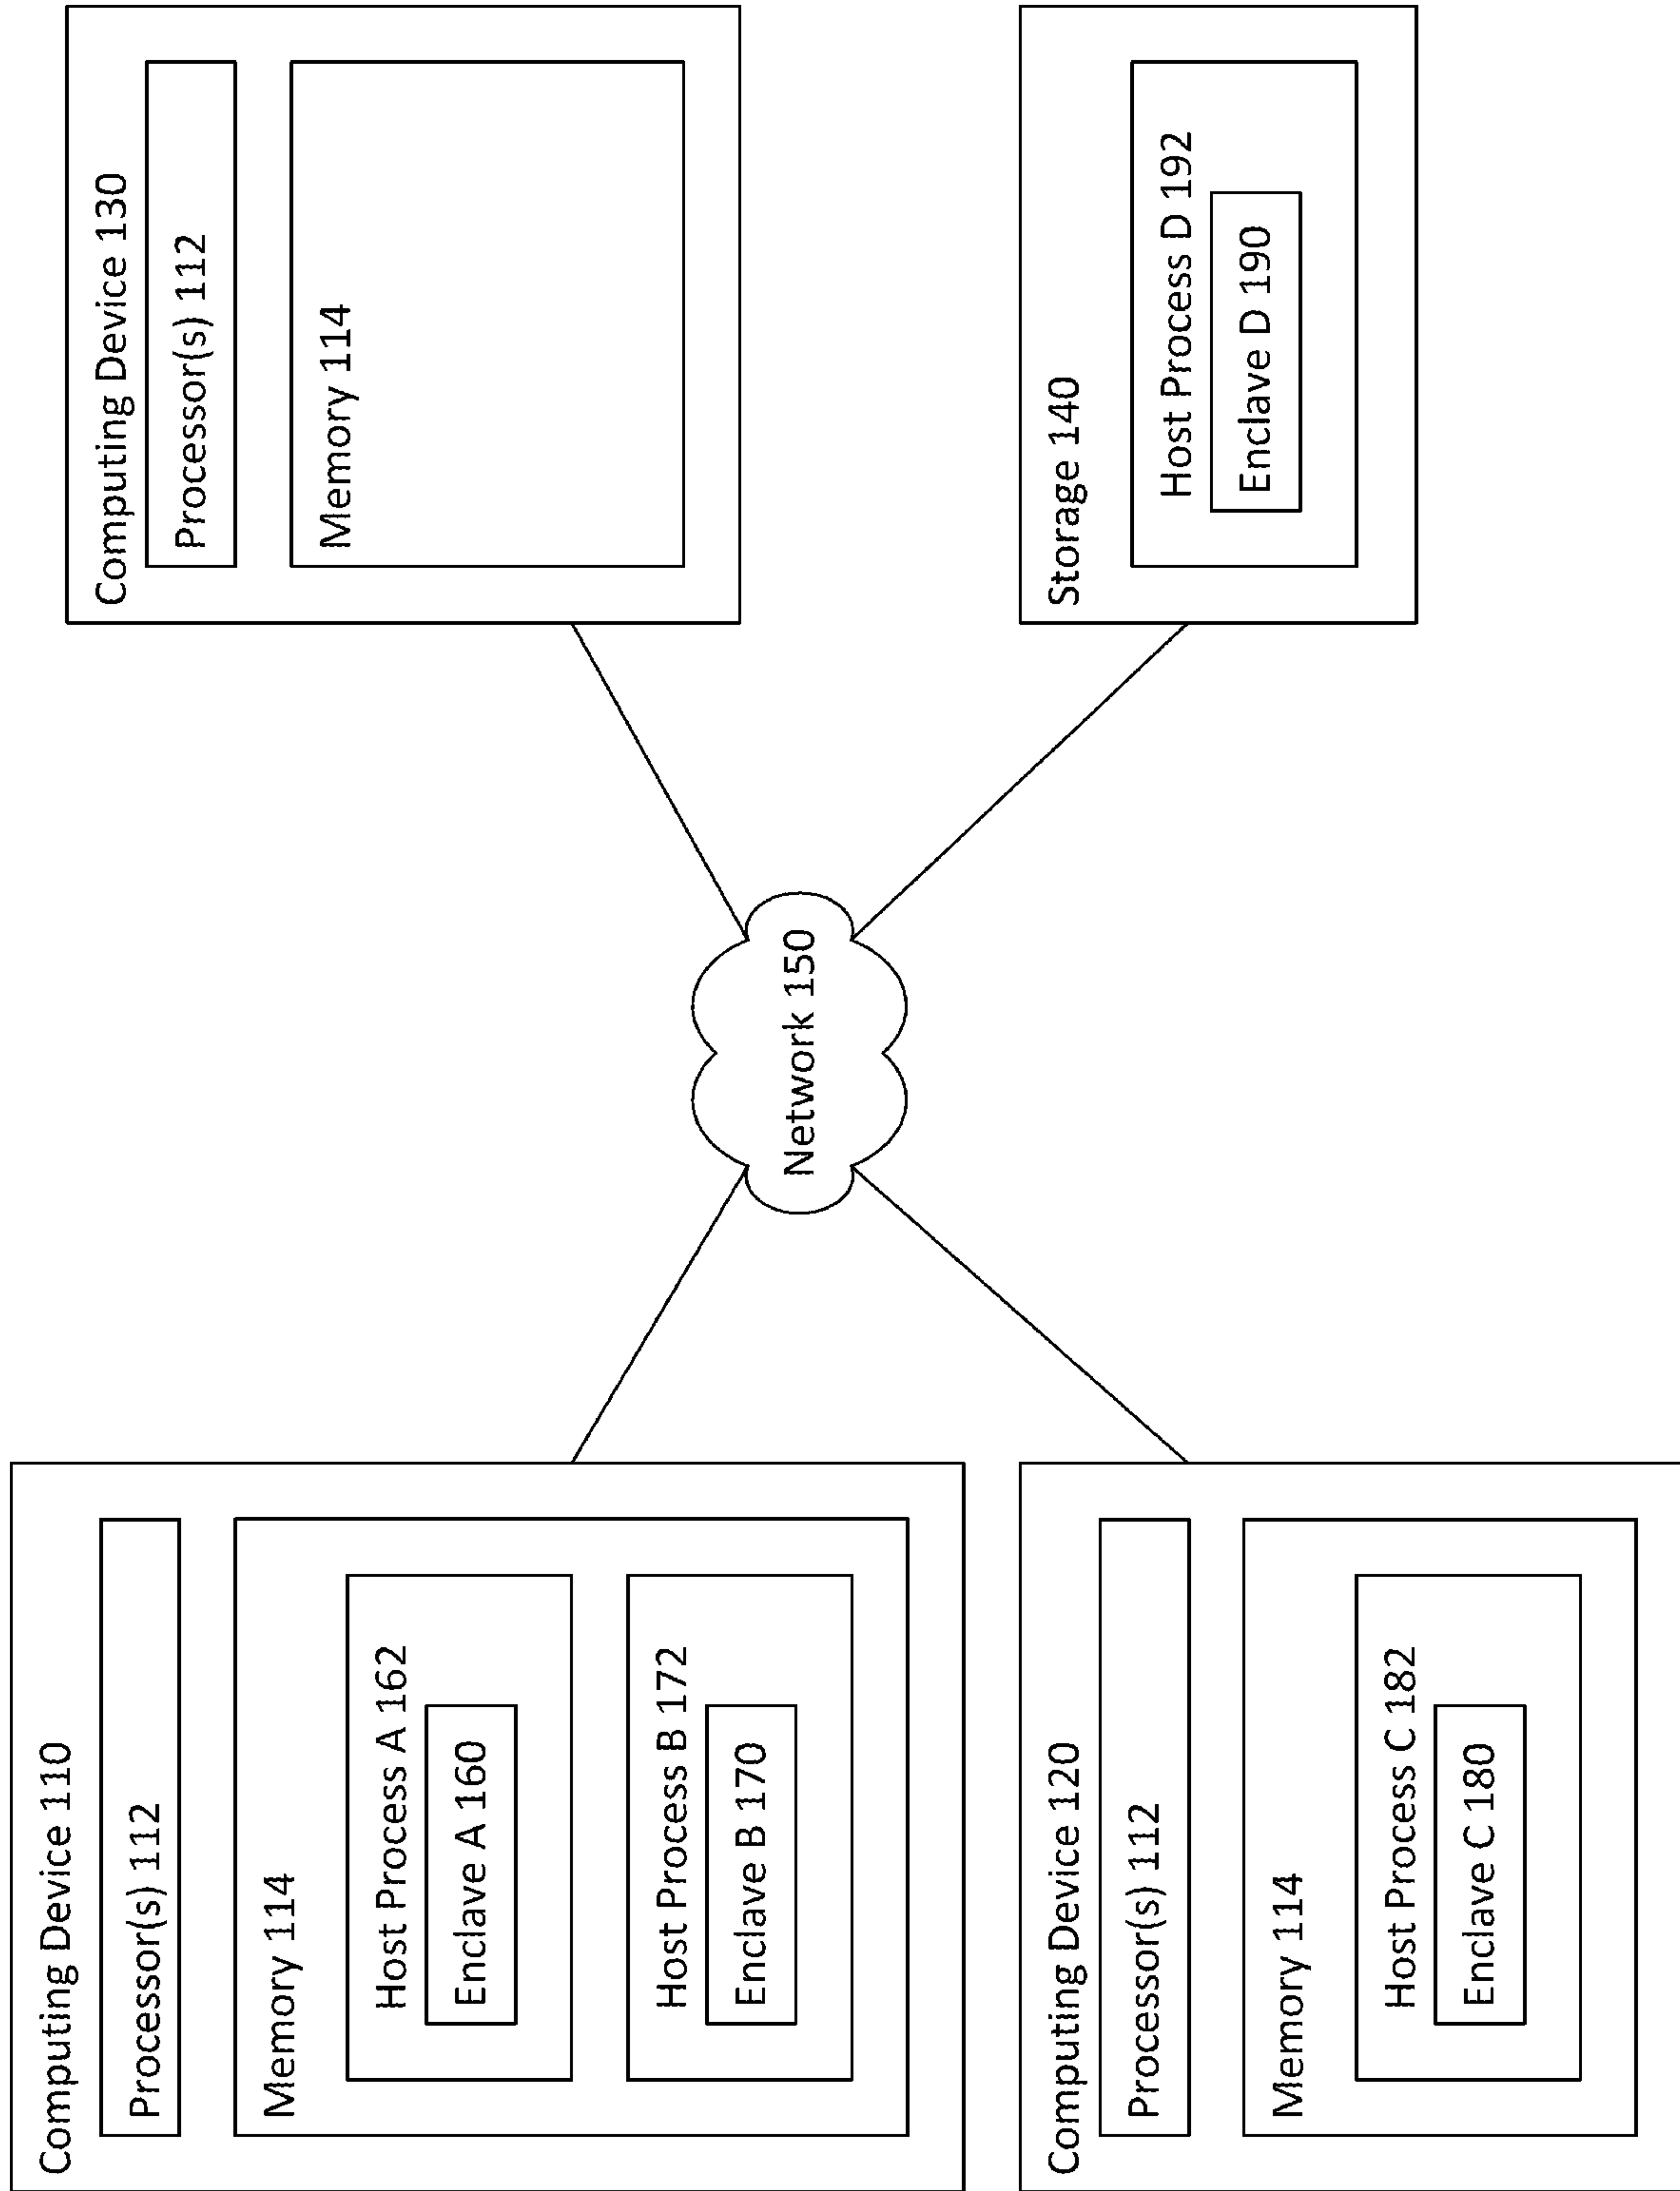 Computing Device 110
Processor(s) 112
Memory 114
Host Process A 162
Enclave A 160
Host Process B 172
Enclave B 170
Computing Device 120
Processor(s) 112
Memory 114
Host Process C 182
Enclave C 180
Network 150
Computing Device 130
Processor(s) 112
Memory 114
Storage 140
Host Process D 192
Enclave D 190